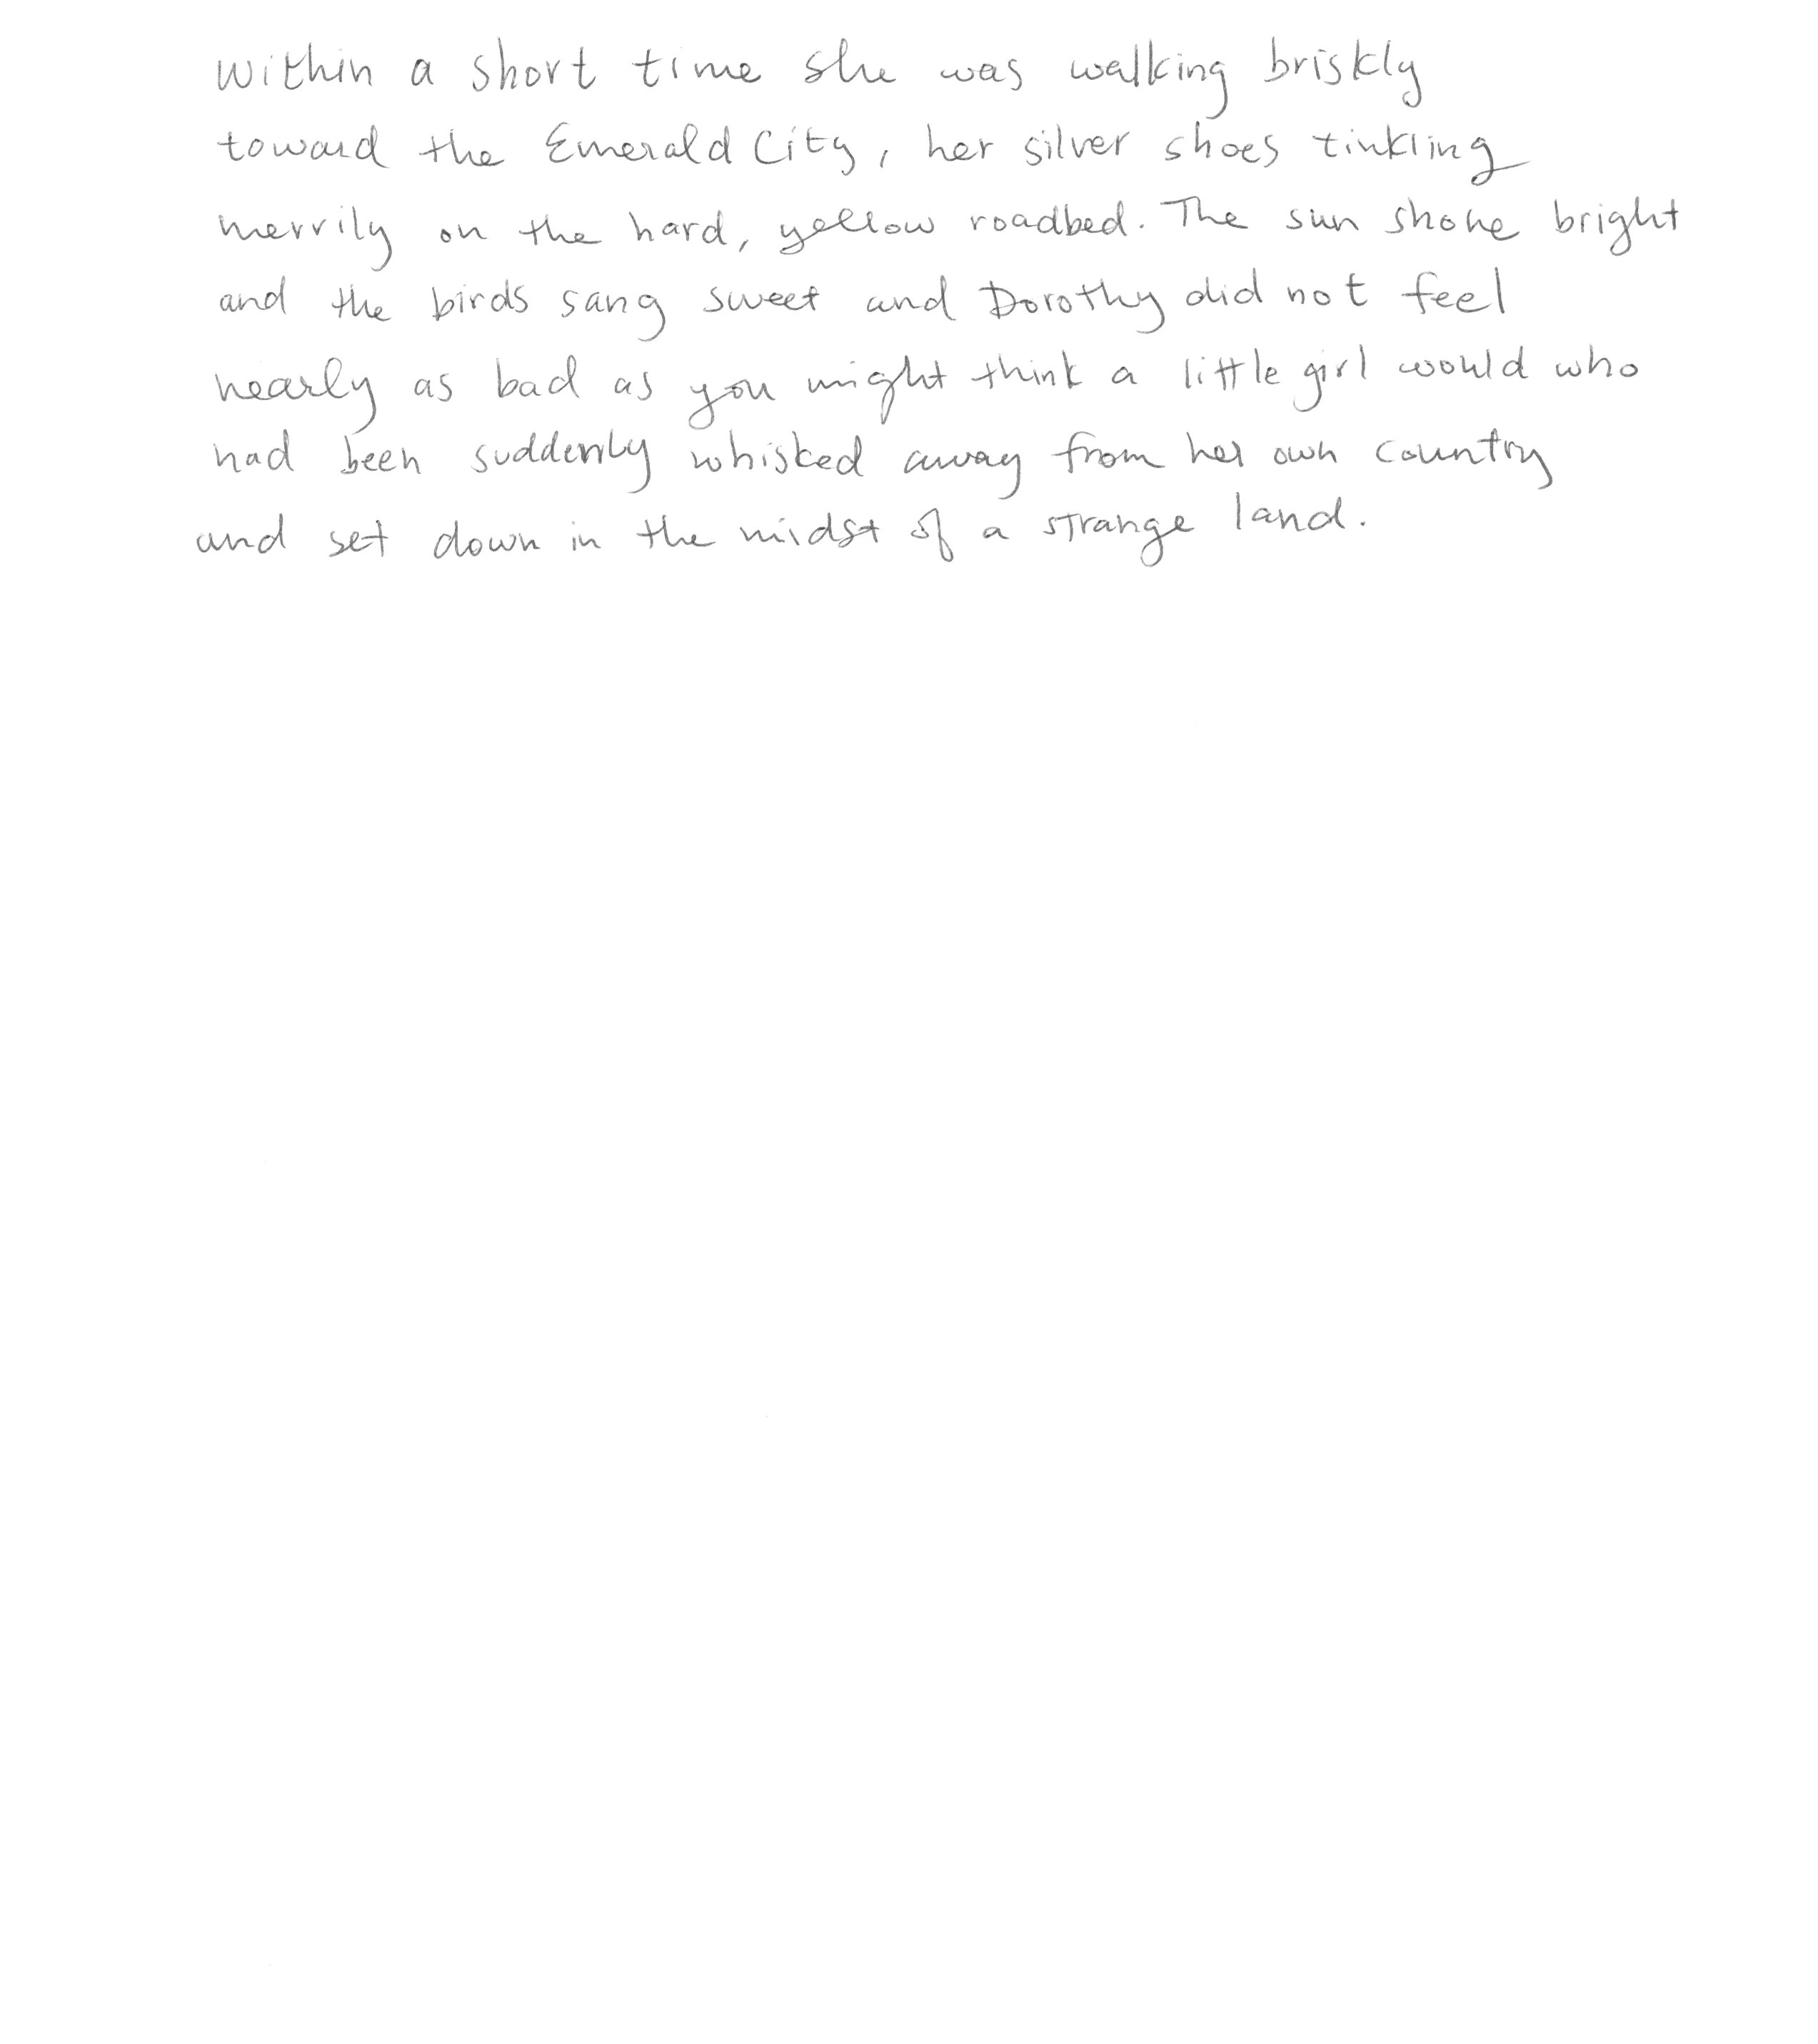 Within a short time she was walking briskly
toward the Emerald City, her silver shoes tinkling
merrily on the hard, yellow roadbed. The sun shone bright
and the birds sang sweet and Dorothy did not feel
nearly as bad as you might think a little girl would who
had been suddenly whisked away from her own country
and set down in the midst of a strange land.